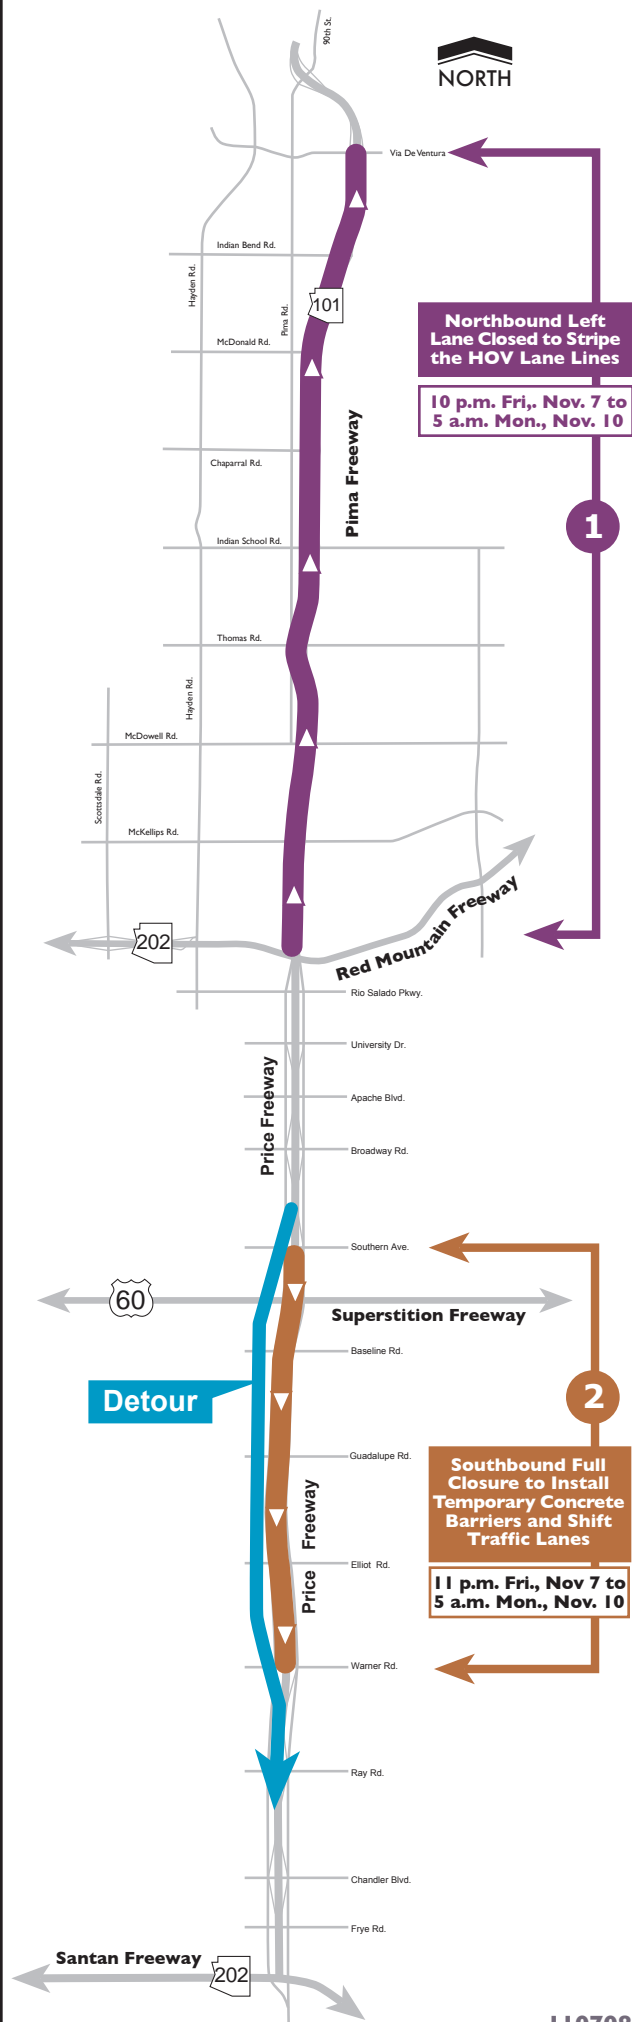 90th St.
NORTH
Via De Ventura
Indian Bend Rd.
Hayden Rd.
101
Pima Rd.
Northbound Left
Lane Closed to Stripe
the HOV Lane Lines
McDonald Rd.
10 p.m. Fri,. Nov. 7 to
5 a.m. Mon., Nov. 10
Pima Freeway
Chaparral Rd.
1
Indian School Rd.
Thomas Rd.
Hayden Rd.
McDowell Rd.
Scottsdale Rd.
McKellips Rd.
202
Red Mountain Freeway
Rio Salado Pkwy.
University Dr.
Price Freeway
Apache Blvd.
Broadway Rd.
Southern Ave.
60
Superstition Freeway
Baseline Rd.
Detour
2
Guadalupe Rd.
Southbound Full
Closure to Install
Temporary Concrete
Barriers and Shift
Traffic Lanes
Price Freeway
Elliot Rd.
11 p.m. Fri., Nov 7 to
5 a.m. Mon., Nov. 10
Warner Rd.
Ray Rd.
Chandler Blvd.
Frye Rd.
Santan Freeway
202